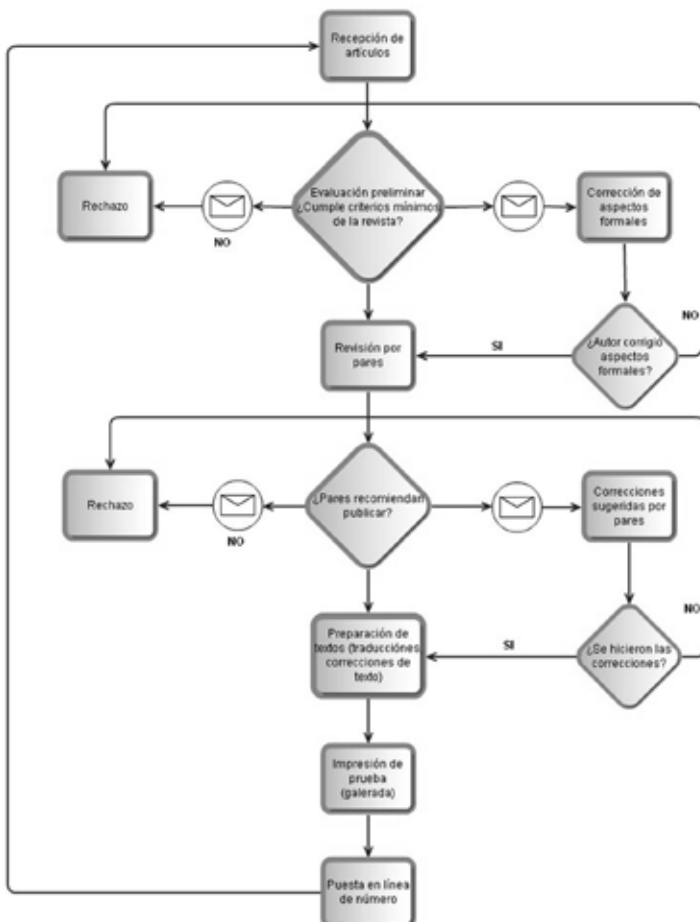 Recepción de
artículos
Evaluación preliminar
¿Cumple criterios mínimos
de la revista?
Rechazo
NO
Corrección de
aspectos
formales
NO
¿Autor corrigió
aspectos
formales?
SI
Revisión por
pares
¿Pares recomiendan
publicar?
Rechazo
NO
Correcciones
sugeridas por
pares
NO
¿Se hicieron las
correcciones?
SI
Preparación de
textos (traducciónes
correcciones de
texto)
Impresión de
prueba
(galerada)
Puesta en línea
de número